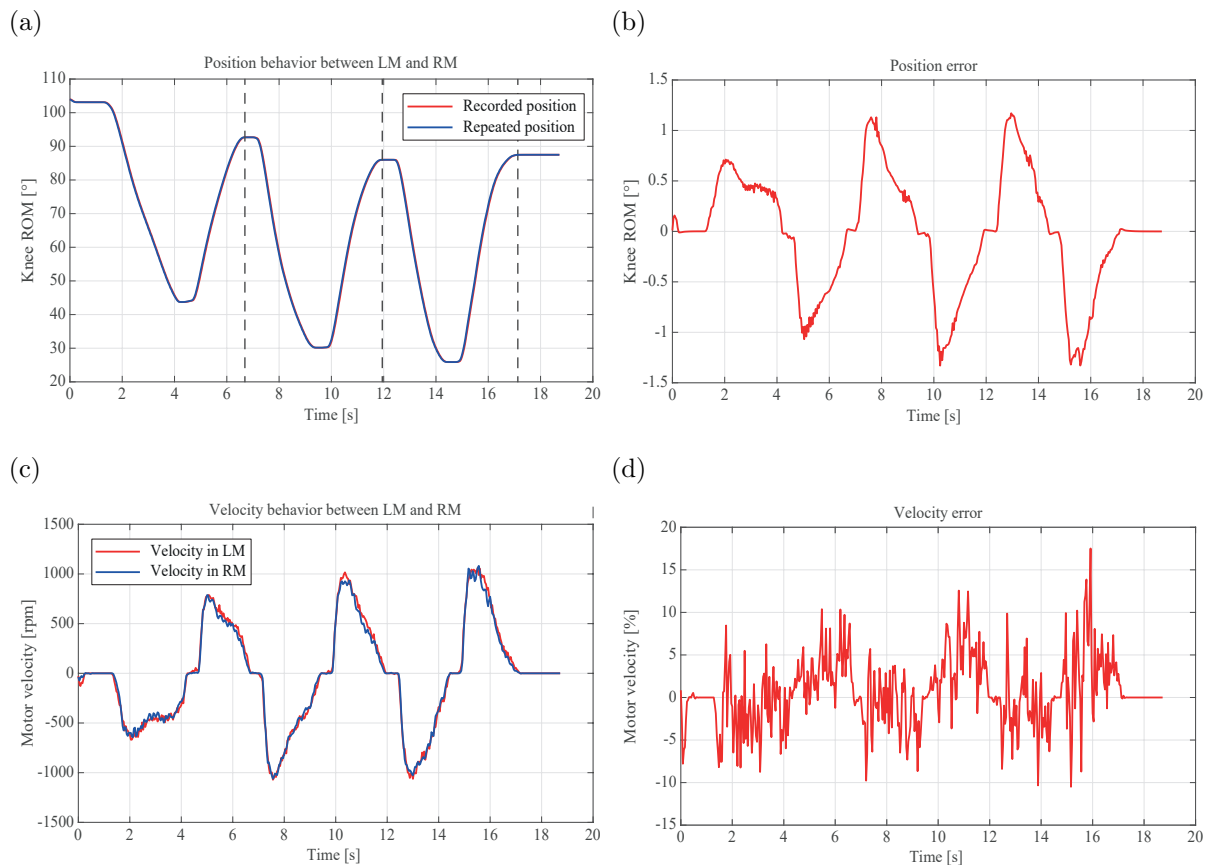 (a)
Position behavior between LM and RM
110
100
90
80
70
60
50
40
30
20
Knee ROM [°]
Recorded position
Repeated position
0 2 4 6 8 10 12 14 16 18 20
Time [s]
(b)
Position error
1.5
1
0.5
0
-0.5
-1
-1.5
Knee ROM [°]
0 2 4 6 8 10 12 14 16 18 20
Time [s]
(c)
Velocity behavior between LM and RM
1500
1000
500
0
-500
-1000
-1500
Motor velocity [rpm]
Velocity in LM
Velocity in RM
0 2 4 6 8 10 12 14 16 18 20
Time [s]
(d)
Velocity error
20
15
10
5
0
-5
-10
-15
Motor velocity [%]
0 2 4 6 8 10 12 14 16 18 20
Time [s]